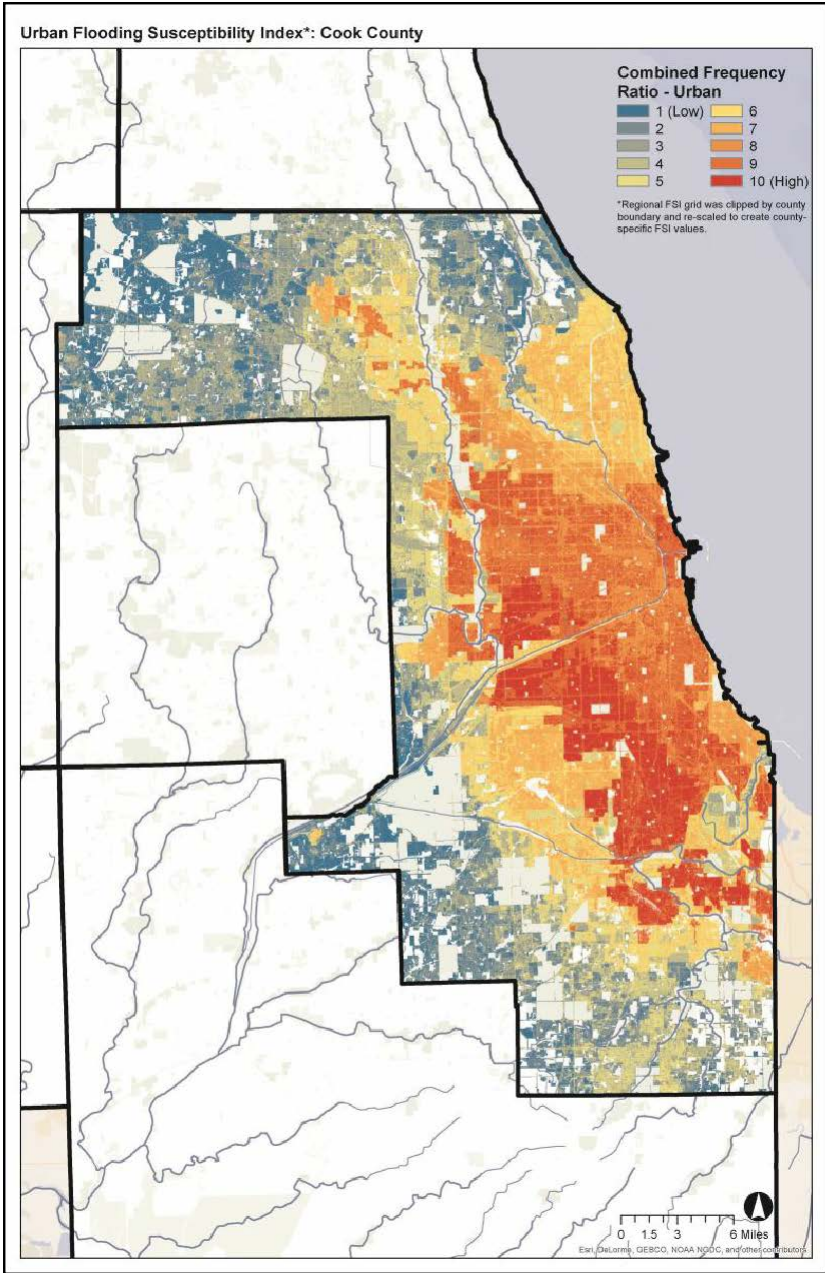 Urban Flooding Susceptibility Index*: Cook County
Combined Frequency
Ratio - Urban
1 (Low)
2
3
4
5
6
7
8
9
10 (High)
*Regional FSI grid was clipped by county
boundary and re-scaled to create county-
specific FSI values.
0 1.5 3 6 Miles
Esri, DeLorme, GEBCO, NOAA NGDC, and other contributors